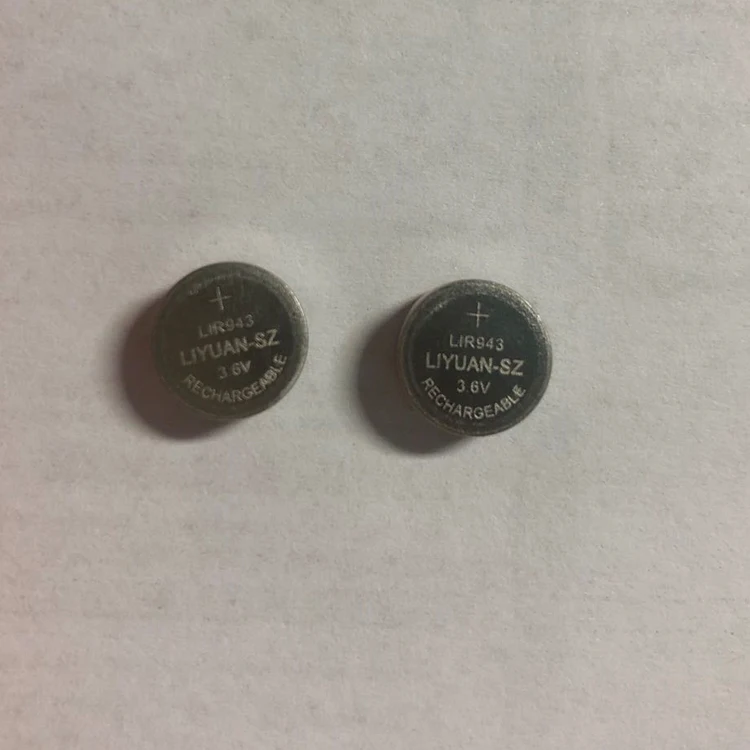 +
LIR943
LIYUAN-SZ
3.6V
RECHARGEABLE
+
LIR943
LIYUAN-SZ
3.6V
RECHARGEABLE